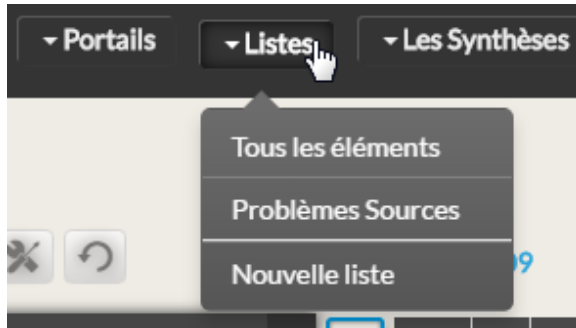 Portails Listes Les Synthèses
Tous les éléments
Problèmes Sources
Nouvelle liste